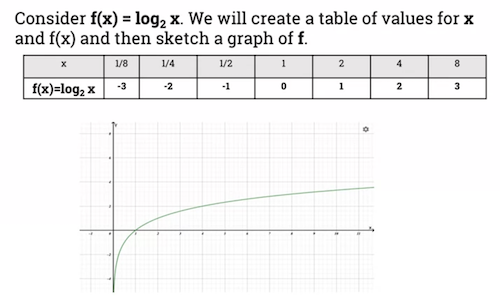 Consider f(x) = log₂ x. We will create a table of values for x
and f(x) and then sketch a graph of f.
x 1/8 1/4 1/2 1 2 4 8
f(x)=log₂ x -3 -2 -1 0 1 2 3